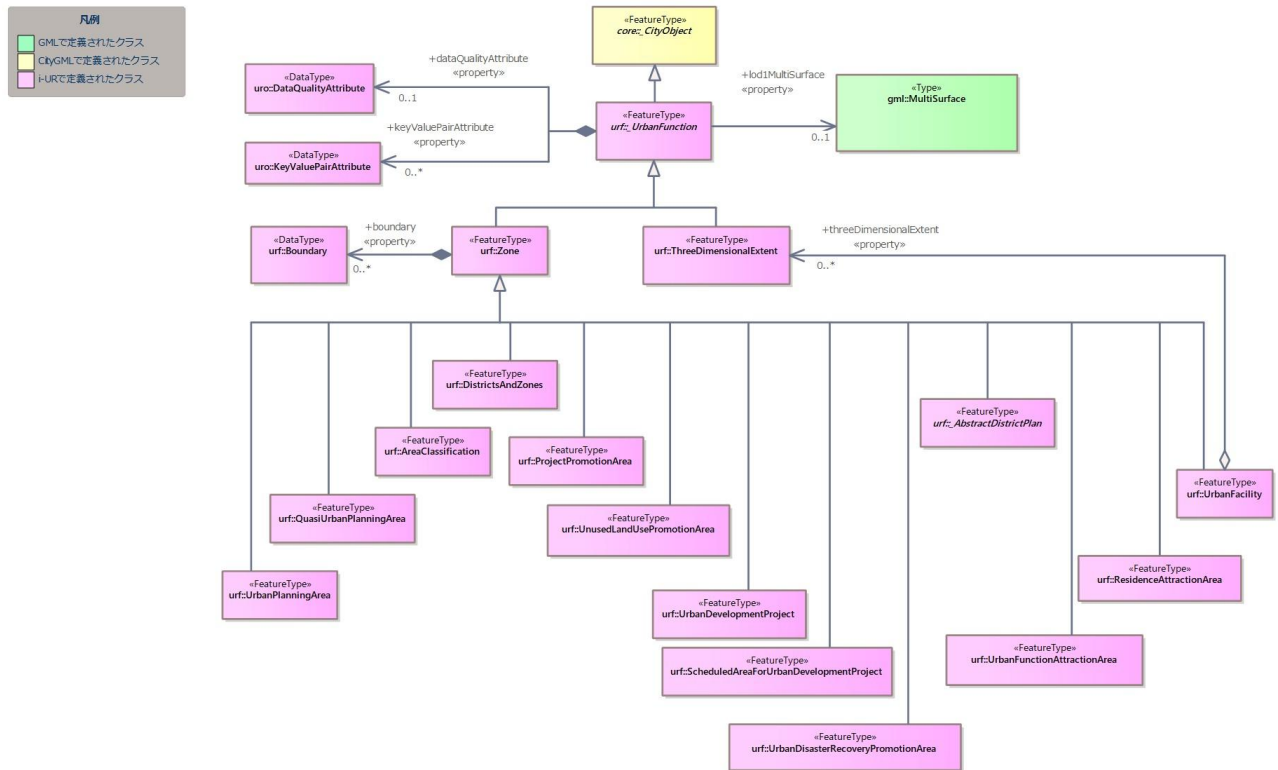 凡例
GMLで定義されたクラス
CityGMLで定義されたクラス
i-URで定義されたクラス
«FeatureType»
core::_CityObject
+dataQualityAttribute
«property»
0..1
«DataType»
uro::DataQualityAttribute
+lod1MultiSurface
«property»
0..1
«Type»
gml::MultiSurface
«FeatureType»
urf::_UrbanFunction
+keyValuePairAttribute
«property»
0..*
«DataType»
uro::KeyValuePairAttribute
+boundary
«property»
0..*
«DataType»
urf::Boundary
«FeatureType»
urf::Zone
«FeatureType»
urf::ThreeDimensionalExtent
+threeDimensionalExtent
«property»
0..*
«FeatureType»
urf::DistrictsAndZones
«FeatureType»
urf::_AbstractDistrictPlan
«FeatureType»
urf::AreaClassification
«FeatureType»
urf::ProjectPromotionArea
«FeatureType»
urf::UrbanFacility
«FeatureType»
urf::QuasiUrbanPlanningArea
«FeatureType»
urf::UnusedLandUsePromotionArea
«FeatureType»
urf::ResidenceAttractionArea
«FeatureType»
urf::UrbanPlanningArea
«FeatureType»
urf::UrbanDevelopmentProject
«FeatureType»
urf::UrbanFunctionAttractionArea
«FeatureType»
urf::ScheduledAreaForUrbanDevelopmentProject
«FeatureType»
urf::UrbanDisasterRecoveryPromotionArea